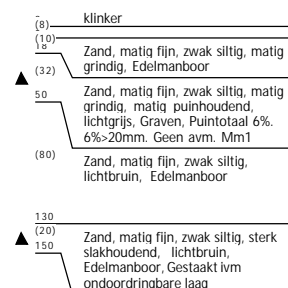 klinker
(8)
(10)
18
Zand, matig fijn, zwak siltig, matig
grindig, Edelmanboor
(32)
50
Zand, matig fijn, zwak siltig, matig
grindig, matig puinhoudend,
lichtgrijs, Graven, Puintotaal 6%.
6%>20mm. Geen avm. Mm1
(80)
Zand, matig fijn, zwak siltig,
lichtbruin, Edelmanboor
130
(20)
150
Zand, matig fijn, zwak siltig, sterk
slakhoudend, lichtbruin,
Edelmanboor, Gestaakt ivm
ondoordringbare laag